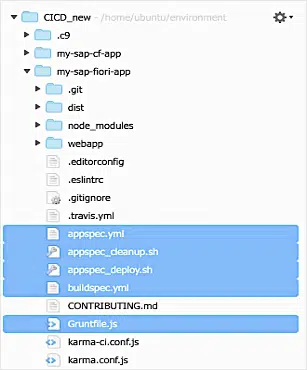 CICD_new - /home/ubuntu/environment
.c9
my-sap-cf-app
my-sap-fiori-app
.git
dist
node_modules
webapp
.editorconfig
.eslintrc
.gitignore
.travis.yml
appspec.yml
appspec_cleanup.sh
appspec_deploy.sh
buildspec.yml
CONTRIBUTING.md
Gruntfile.js
karma-ci.conf.js
karma.conf.js